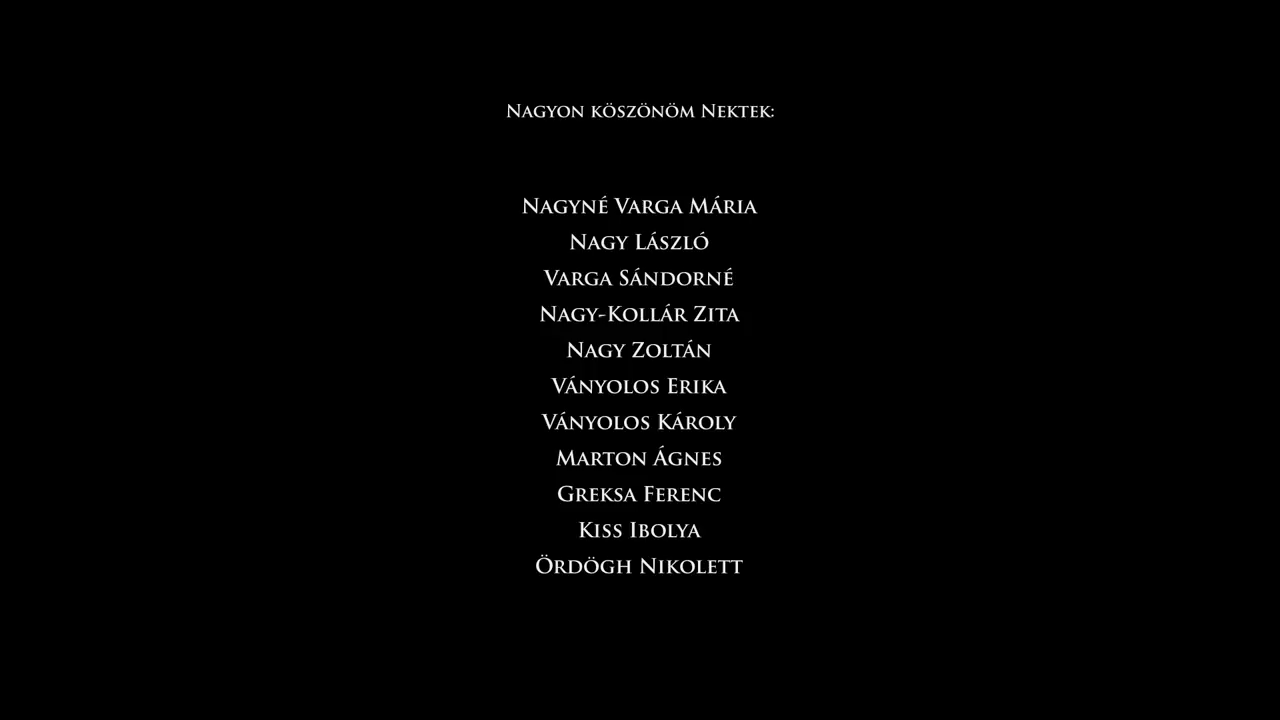 Nagyon köszönöm Nektek:
Nagyné Varga Mária
Nagy László
Varga Sándorné
Nagy-Kollár Zita
Nagy Zoltán
Ványolos Erika
Ványolos Károly
Marton Ágnes
Greksa Ferenc
Kiss Ibolya
Ördögh Nikolett